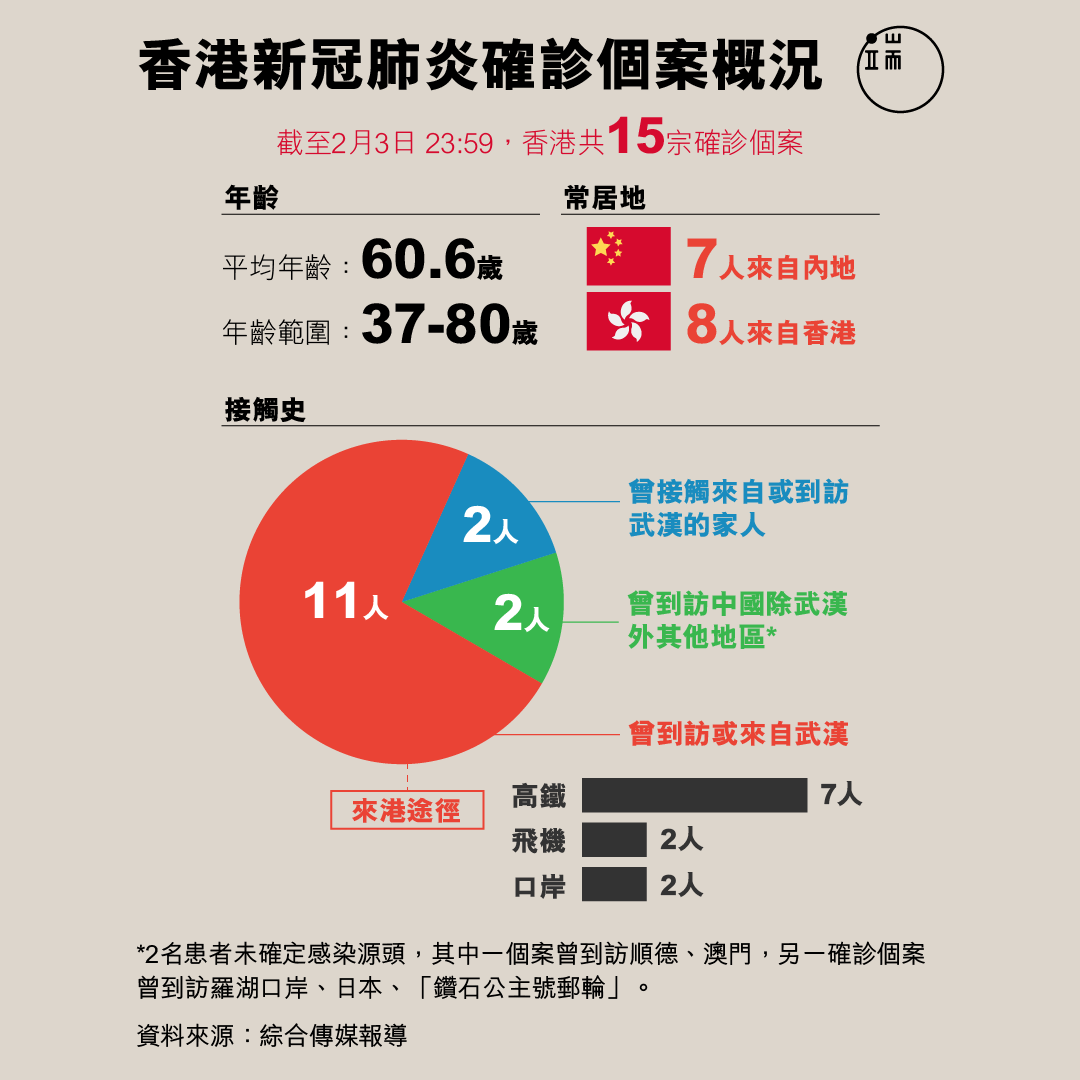 香港新冠肺炎確診個案概況
端
截至2月3日 23:59，香港共15宗確診個案
年齡
平均年齡：60.6歲
年齡範圍：37-80歲
常居地
7人來自內地
8人來自香港
接觸史
2人
曾接觸來自或到訪
武漢的家人
11人
2人
曾到訪中國除武漢
外其他地區*
曾到訪或來自武漢
來港途徑
高鐵 7人
飛機 2人
口岸 2人
*2名患者未確定感染源頭，其中一個案曾到訪順德、澳門，另一確診個案
曾到訪羅湖口岸、日本、「鑽石公主號郵輪」。
資料來源：綜合傳媒報導